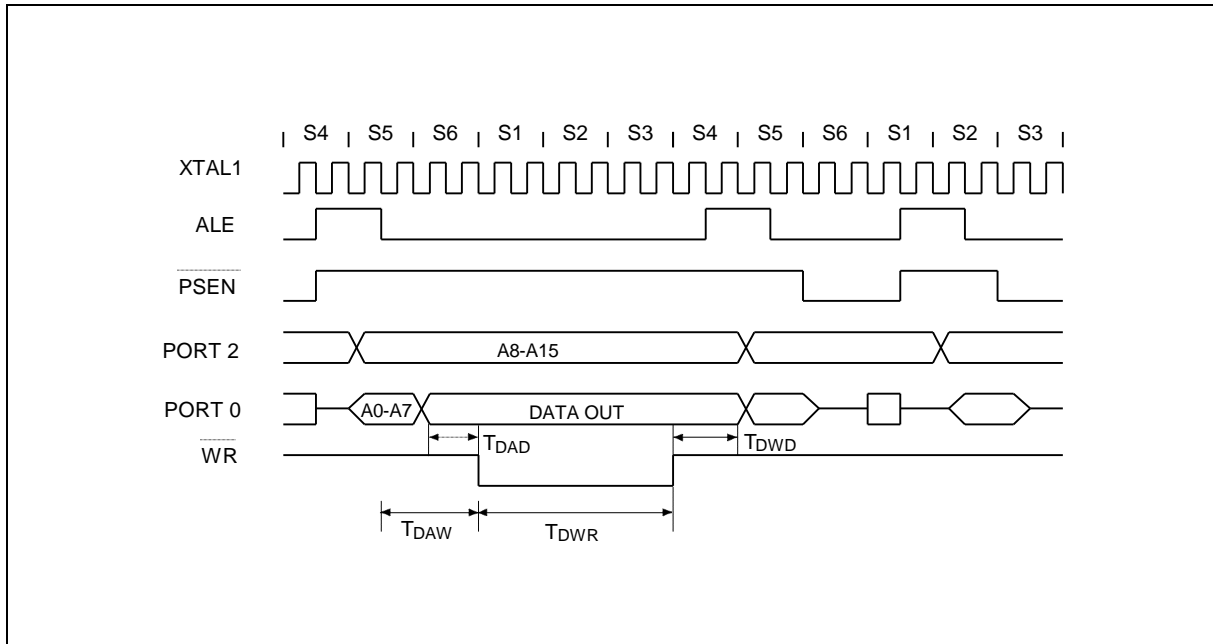 S4 S5 S6 S1 S2 S3 S4 S5 S6 S1 S2 S3
XTAL1
ALE
PSEN
PORT 2
A8-A15
PORT 0
A0-A7
DATA OUT
TDAD
TDWD
WR
TDAW
TDWR